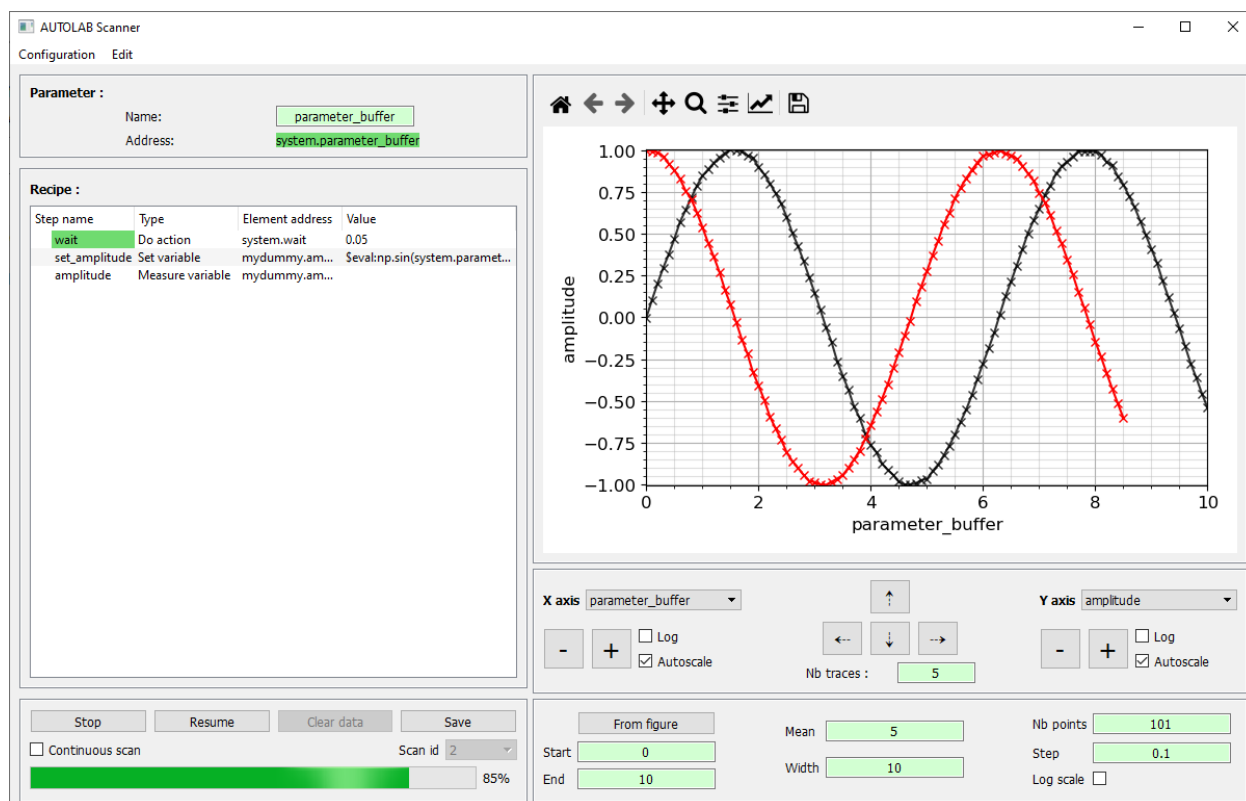 AUTOLAB Scanner
Configuration Edit
Parameter :
Name: parameter_buffer
Address: system.parameter_buffer
Recipe :
Step name Type Element address Value
wait Do action system.wait 0.05
set_amplitude Set variable mydummy.am... $eval:np.sin(system.paramet...
amplitude Measure variable mydummy.am...
Stop Resume Clear data Save
Continuous scan Scan id 2
85%
1.00
0.75
0.50
0.25
0.00
−0.25
−0.50
−0.75
−1.00
amplitude
0 2 4 6 8 10
parameter_buffer
X axis parameter_buffer
- + Log
Autoscale
Nb traces : 5
Y axis amplitude
- + Log
Autoscale
From figure
Start 0
End 10
Mean 5
Width 10
Nb points 101
Step 0.1
Log scale